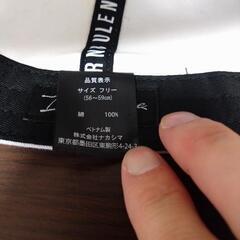 RNIULEN
品質表示
サイズ フリー
(56～59cm)
綿 100%
ベトナム製
株式会社ナカシマ
東京都墨田区東駒形4-24-3